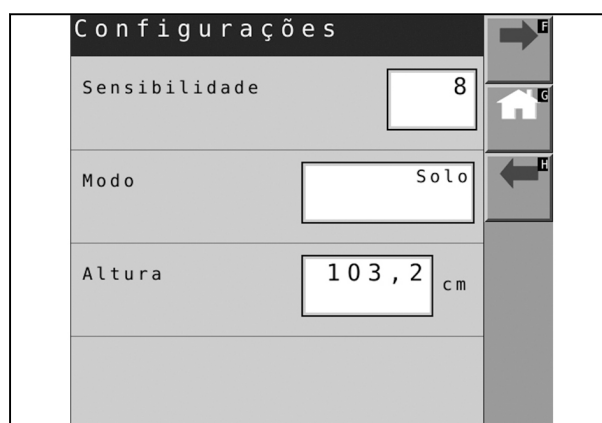 Configurações
F
Sensibilidade
8
G
Modo
Solo
H
Altura
103,2 cm